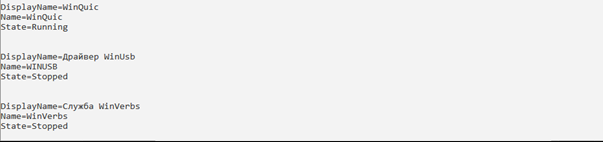 DisplayName=WinQuic
Name=WinQuic
State=Running
DisplayName=Драйвер WinUsb
Name=WINUSB
State=Stopped
DisplayName=Служба WinVerbs
Name=WinVerbs
State=Stopped